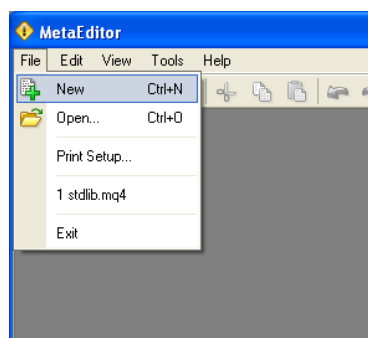 MetaEditor
File Edit View Tools Help
New Ctrl+N
Open... Ctrl+O
Print Setup...
1 stdlib.mq4
Exit